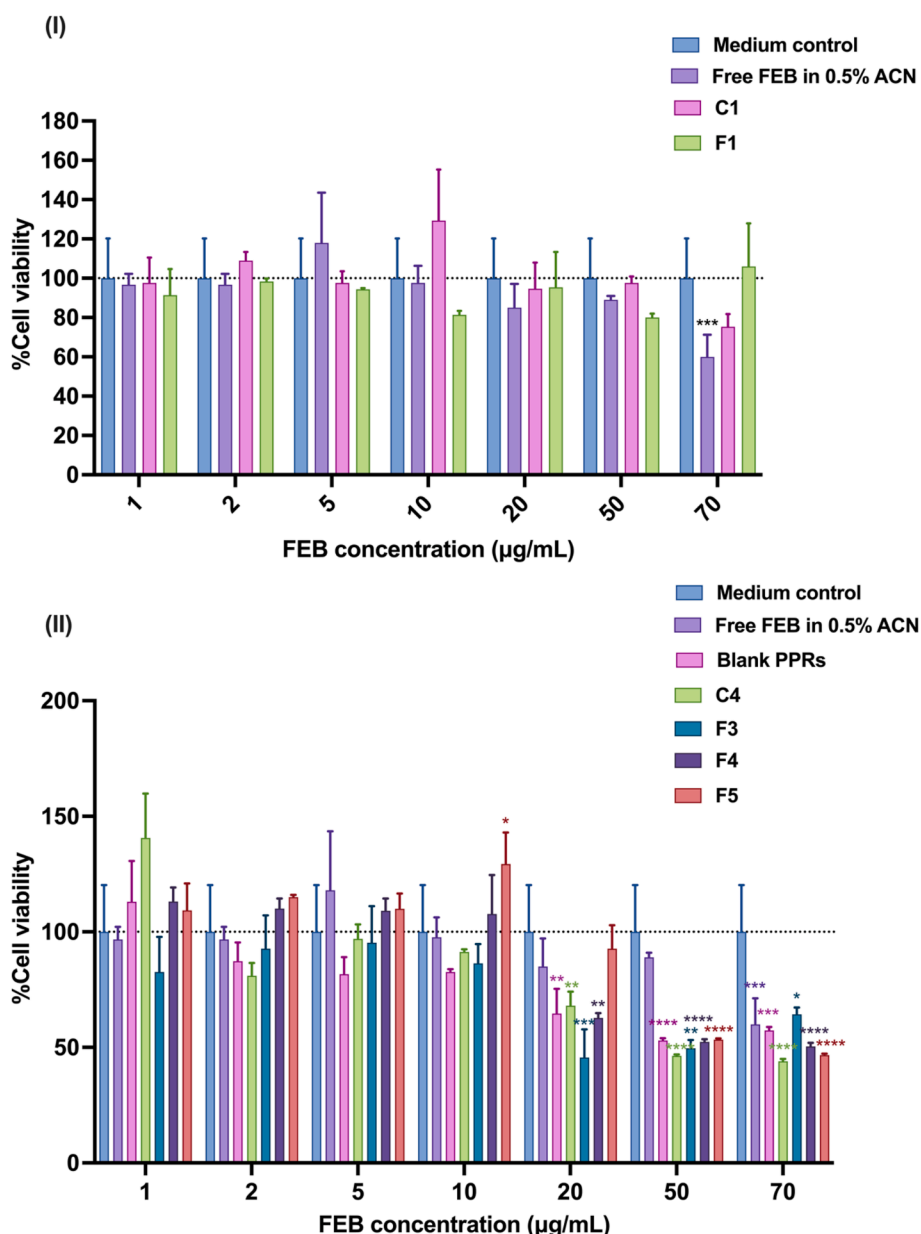 (I)
Medium control
Free FEB in 0.5% ACN
C1
F1
%Cell viability
180
160
140
120
100
80
60
40
20
0
***
1 2 5 10 20 50 70
FEB concentration (µg/mL)
(II)
Medium control
Free FEB in 0.5% ACN
Blank PPRs
C4
F3
F4
F5
%Cell viability
200
150
100
50
0
*
** ** *** **
**** **** ** **** ****
*** *** **** * **** ****
1 2 5 10 20 50 70
FEB concentration (µg/mL)